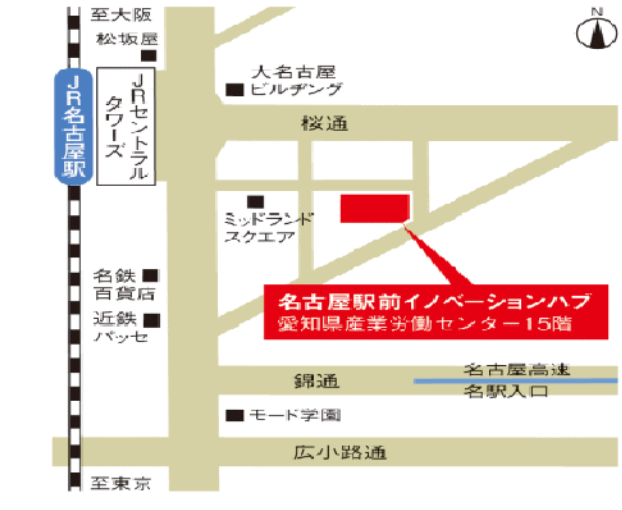 至大阪
N
松坂屋
JR名古屋駅
JRセントラル
タワーズ
大名古屋
ビルヂング
桜通
ミッドランド
スクエア
名鉄
百貨店
近鉄
パッセ
名古屋駅前イノベーションハブ
愛知県産業労働センター15階
錦通
名古屋高速
名駅入口
モード学園
広小路通
至東京